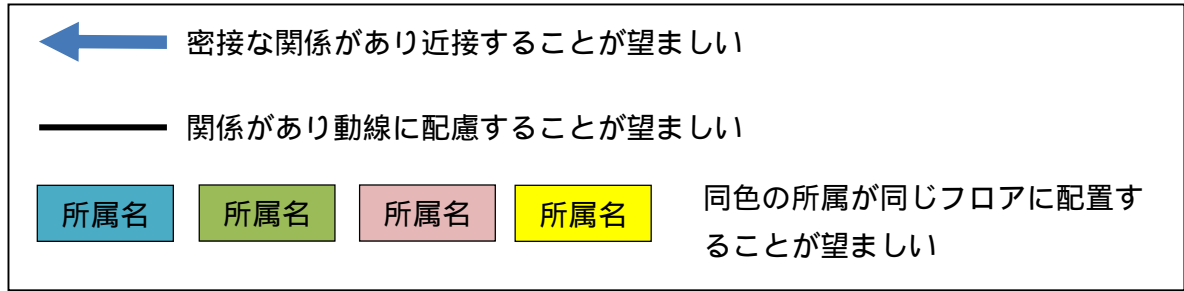 密接な関係があり近接することが望ましい
関係があり動線に配慮することが望ましい
所属名 所属名 所属名 所属名
同色の所属が同じフロアに配置す
ることが望ましい